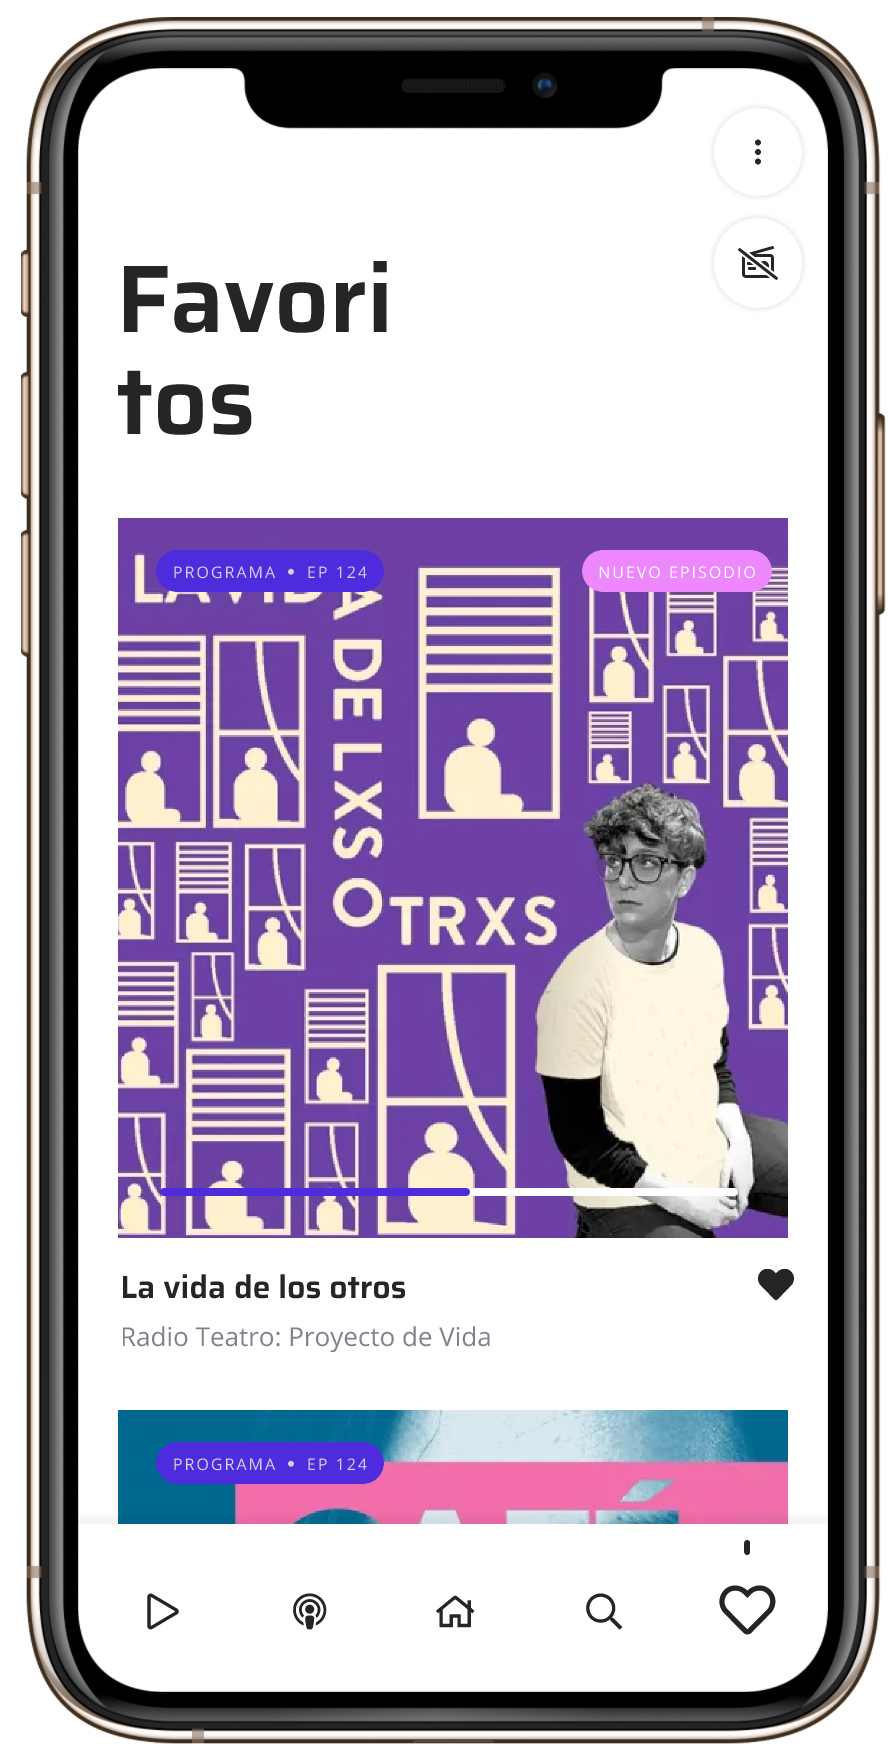 Favori
tos
PROGRAMA • EP 124
NUEVO EPISODIO
LA VIDA DE LXS OTRXS
La vida de los otros
Radio Teatro: Proyecto de Vida
PROGRAMA • EP 124
CAFÉ